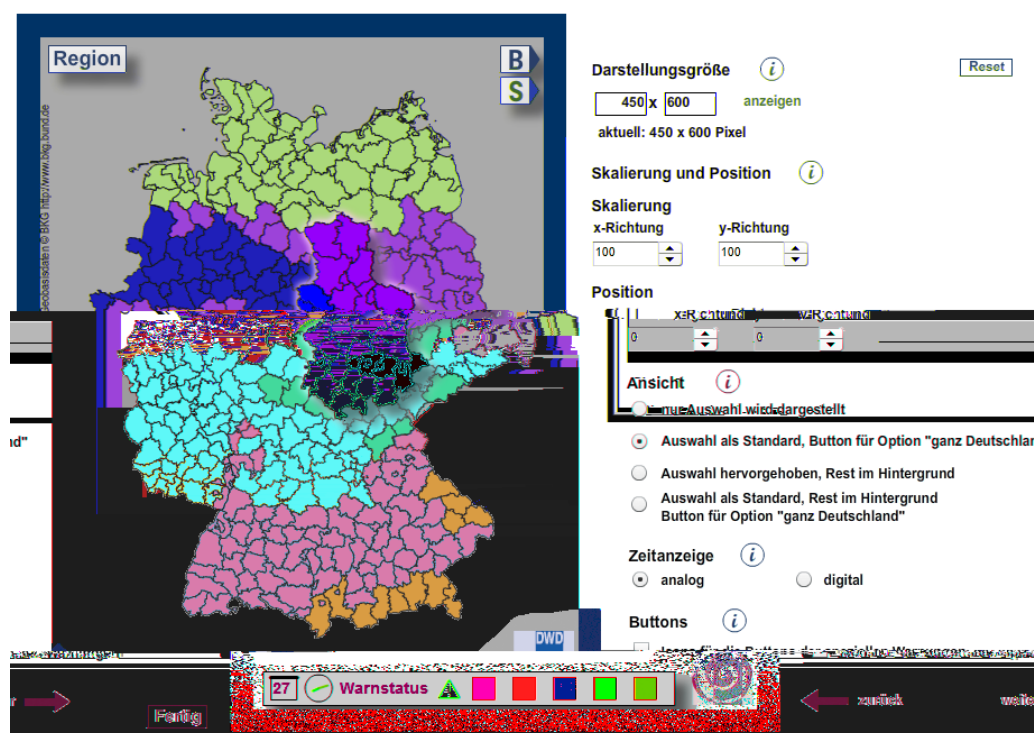 Region
B
S
Geobasisdaten © BKG http://www.bkg.bund.de
Darstellungsgröße i
Reset
450 x 600 anzeigen
aktuell: 450 x 600 Pixel
Skalierung und Position i
Skalierung
x-Richtung y-Richtung
100 100
Position
x-Richtung
0 0
Ansicht i
nur Auswahl wird dargestellt
nd"
Auswahl als Standard, Button für Option "ganz Deutschlan
Auswahl hervorgehoben, Rest im Hintergrund
Auswahl als Standard, Rest im Hintergrund
Button für Option "ganz Deutschland"
Zeitanzeige i
analog digital
Buttons i
DWD
27 Warnstatus
r
Fertig
zurück
weite